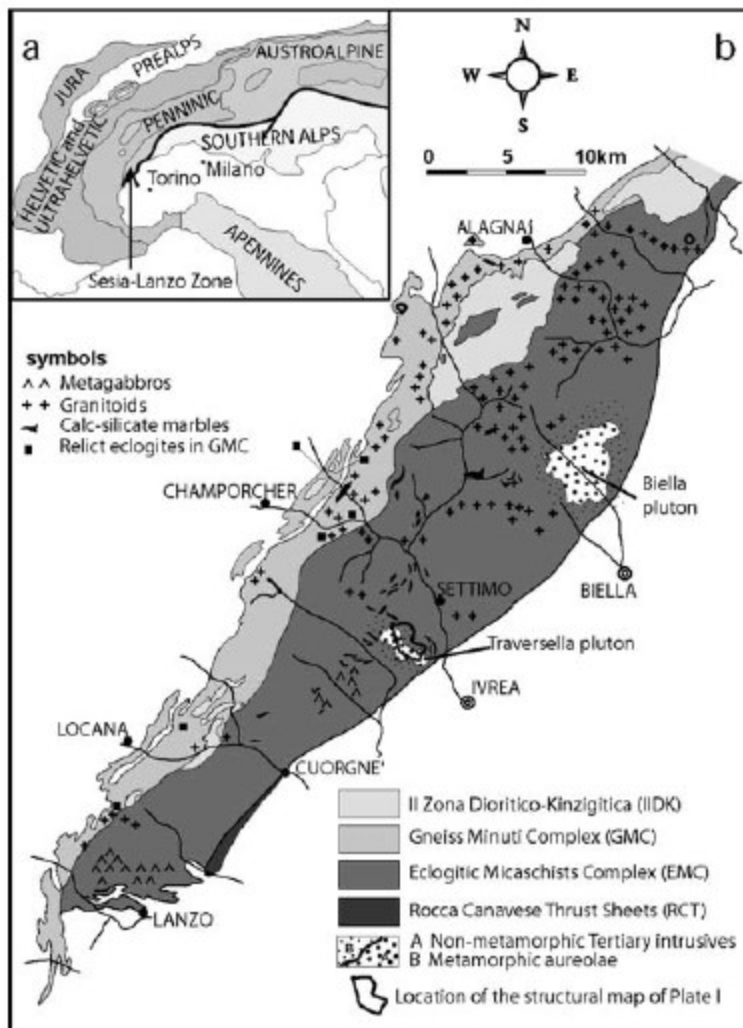 a
JURA
PREALPS
AUSTROALPINE
HELVETIC and
ULTRAHELVETIC
PENNINIC
SOUTHERN ALPS
Torino
Milano
APENNINES
Sesia-Lanzo Zone
b
N
W E
S
0 5 10km
ALAGNA
symbols
Metagabbros
Granitoids
Calc-silicate marbles
Relict eclogites in GMC
CHAMPORCHER
Biella
pluton
BIELLA
SETTIMO
Traversella pluton
IVREA
LOCANA
CUORGNE'
LANZO
II Zona Dioritico-Kinzigitica (IIDK)
Gneiss Minuti Complex (GMC)
Eclogitic Micaschists Complex (EMC)
Rocca Canavese Thrust Sheets (RCT)
A Non-metamorphic Tertiary intrusives
B Metamorphic aureolae
Location of the structural map of Plate I